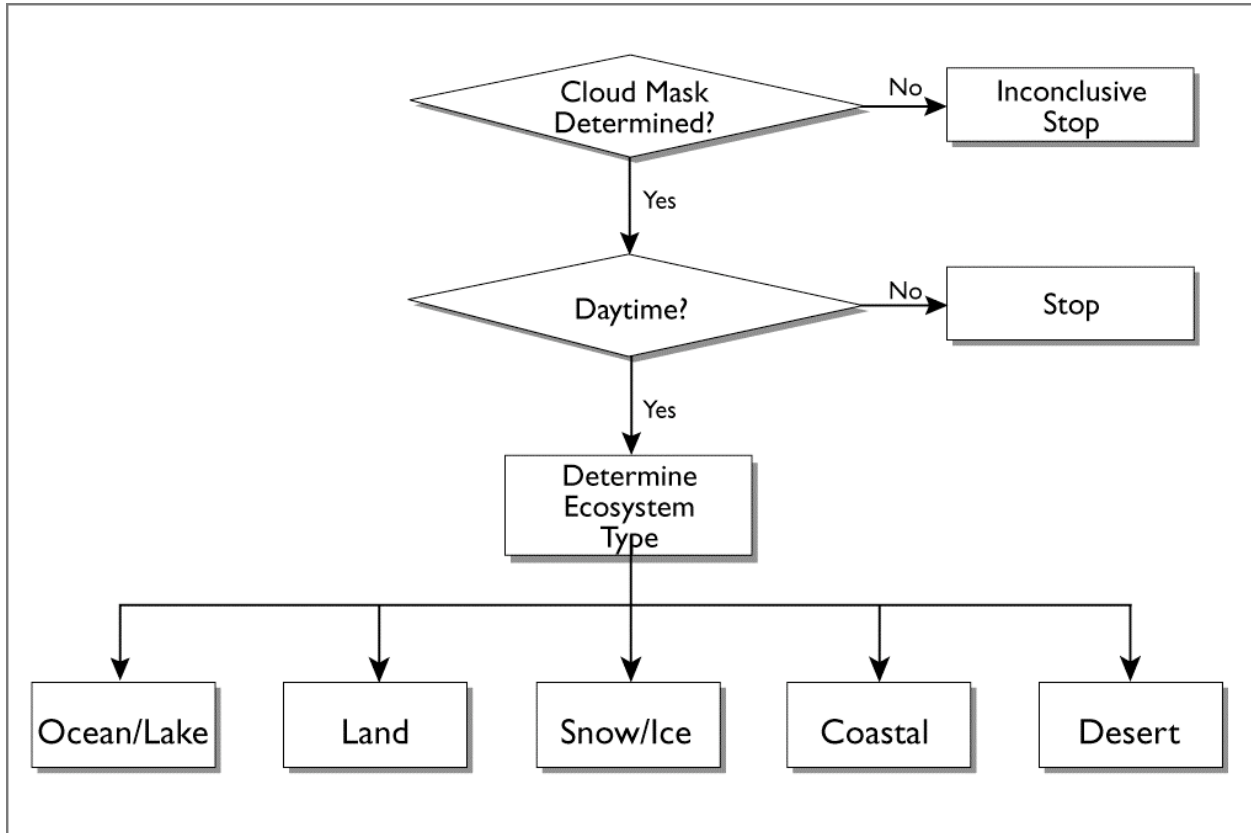 Cloud Mask
Determined?
No
Inconclusive
Stop
Yes
Daytime?
No
Stop
Yes
Determine
Ecosystem
Type
Ocean/Lake
Land
Snow/Ice
Coastal
Desert